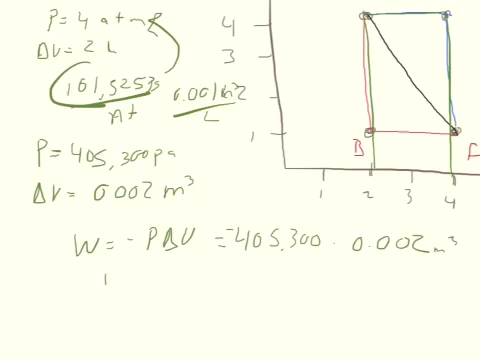 P = 4 atm
ΔV = 2 L
101,325 Pa 0.001 m³
At L
P = 405,300 Pa
ΔV = 0.002 m³
W = - PΔV = -405,300 · 0.002 m³
4
3
1
B
1 2 3 4